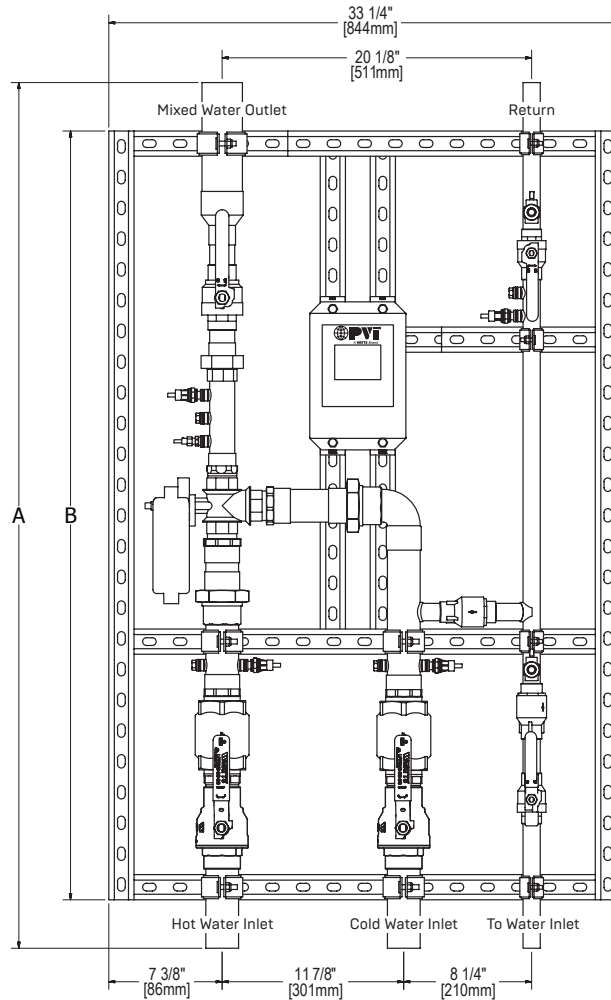 33 1/4"
[844mm]
20 1/8"
[511mm]
Mixed Water Outlet
Return
PVI
A
B
Hot Water Inlet
Cold Water Inlet
To Water Inlet
7 3/8"
[86mm]
11 7/8"
[301mm]
8 1/4"
[210mm]